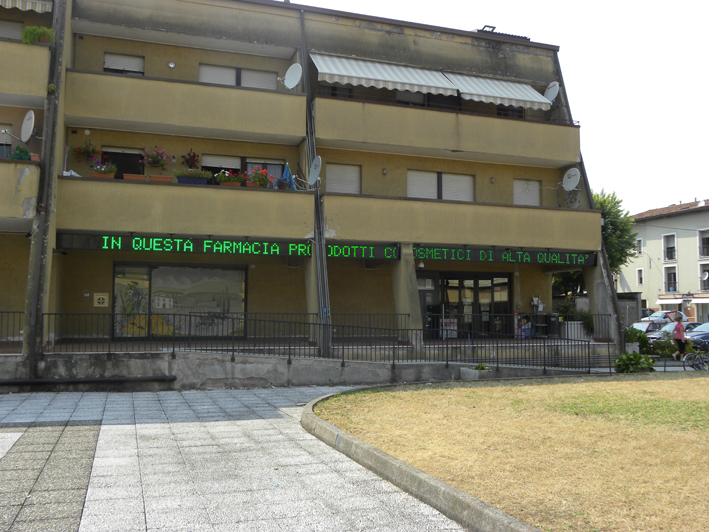 IN QUESTA FARMACIA PRODOTTI COSMETICI DI ALTA QUALITA'